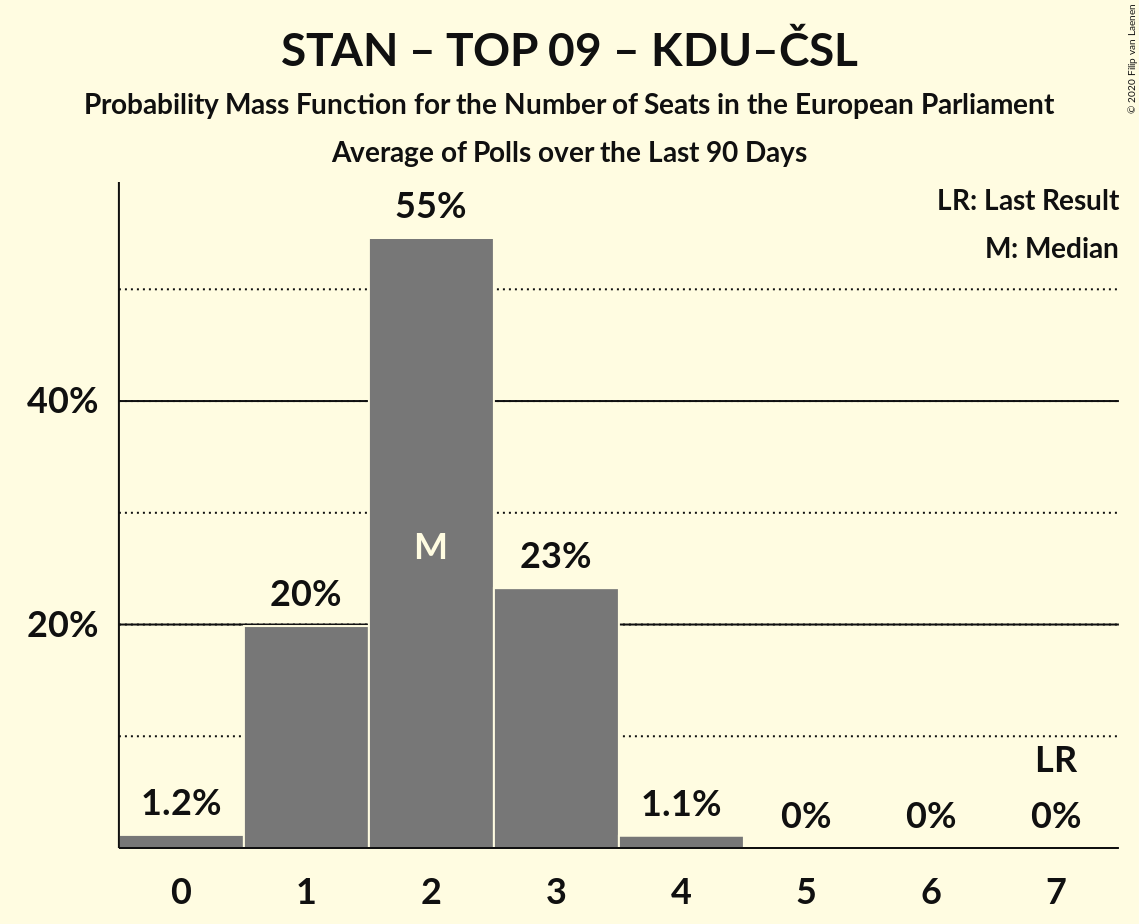 STAN – TOP 09 – KDU–ČSL
Probability Mass Function for the Number of Seats in the European Parliament
Average of Polls over the Last 90 Days
© 2020 Filip van Laenen
LR: Last Result
M: Median
55%
40%
M
23%
20%
20%
LR
1.2%
1.1%
0%
0%
0%
0 1 2 3 4 5 6 7